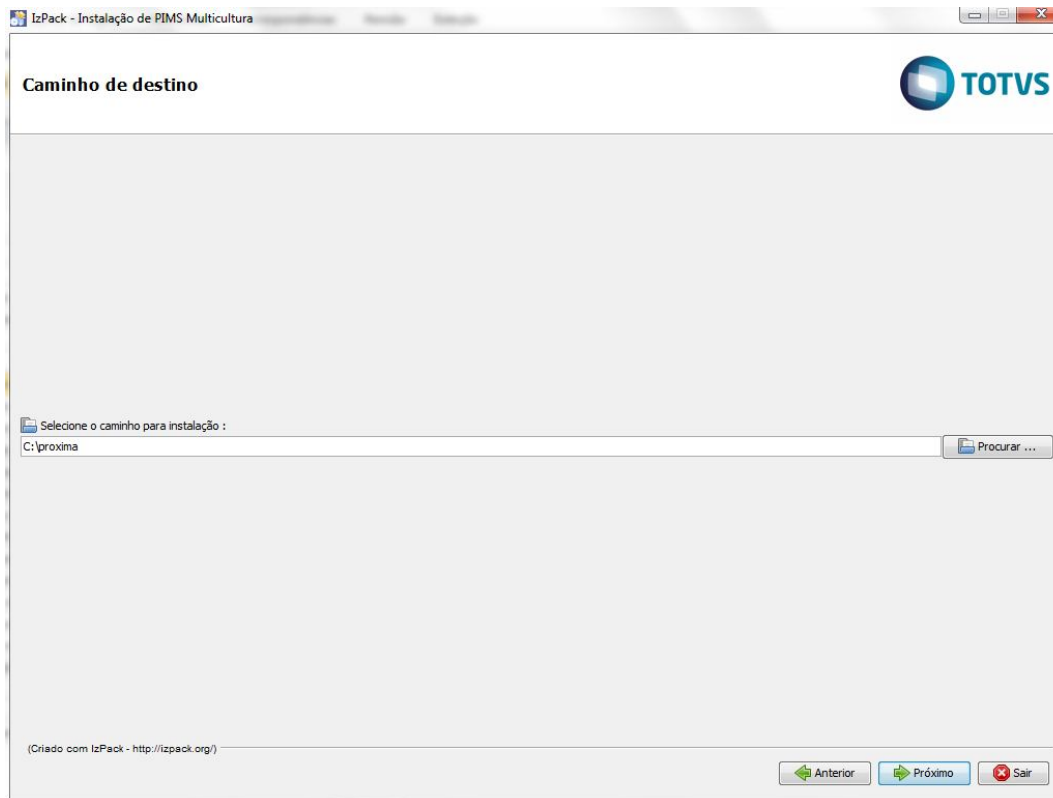 IzPack - Instalação de PIMS Multicultura
Caminho de destino
TOTVS
Selecione o caminho para instalação :
C:\proxima
Procurar ...
(Criado com IzPack - http://izpack.org/)
Anterior
Próximo
Sair